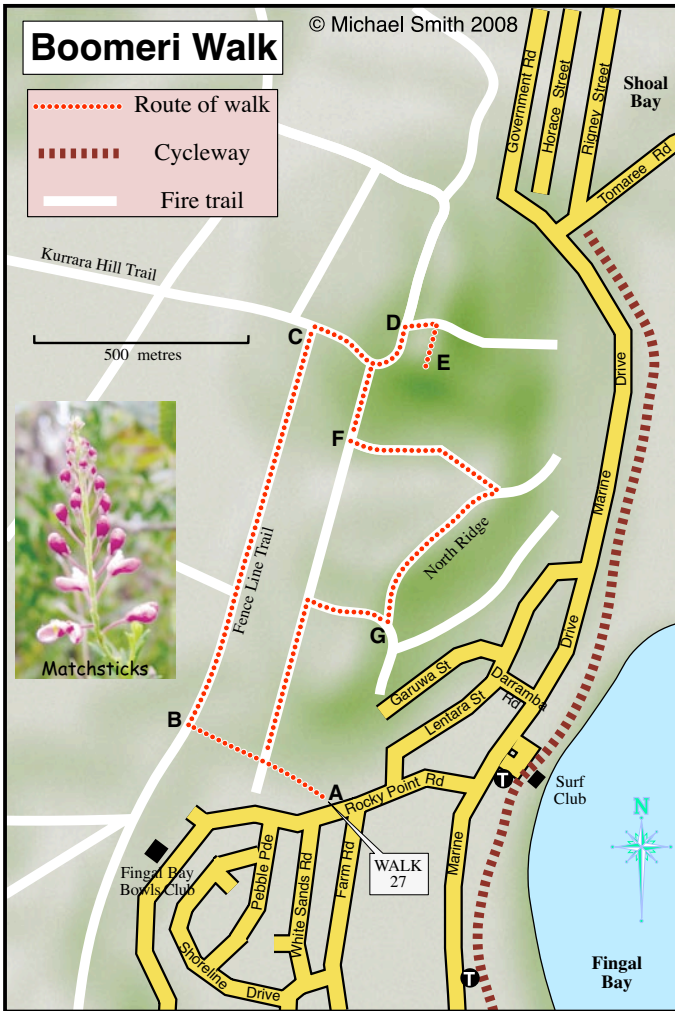 © Michael Smith 2008
Boomeri Walk
Route of walk
Cycleway
Fire trail
Government Rd
Horace Street
Rigney Street
Shoal
Bay
Tomaree Rd
Kurrara Hill Trail
500 metres
C
D
E
F
Drive
Marine
Fence Line Trail
North Ridge
G
Matchsticks
Garuwa St
Darramba
Rd
Lentara St
Drive
B
A
Rocky Point Rd
T
Surf
Club
WALK
27
N
Fingal Bay
Bowls Club
Pebble Pde
White Sands Rd
Farm Rd
Marine
Shoreline
Drive
T
Fingal
Bay